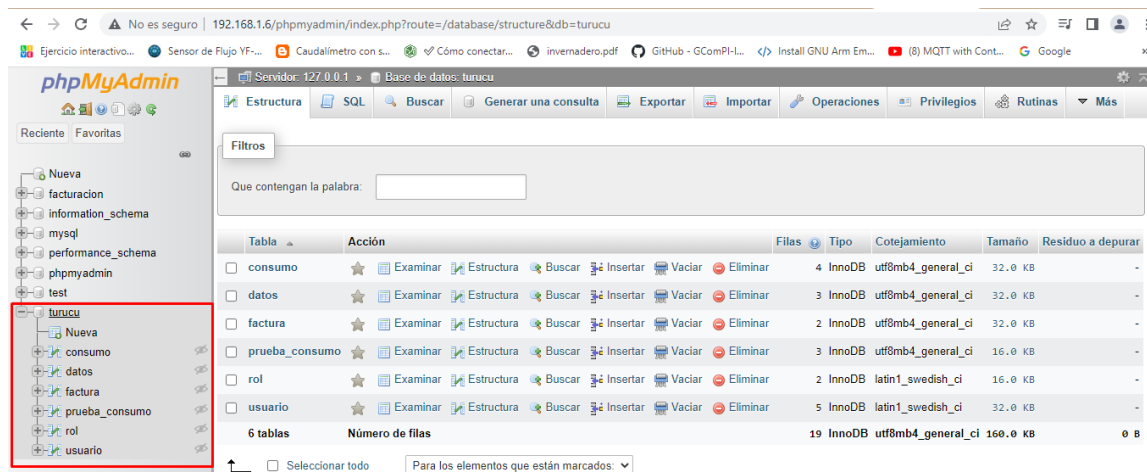 No es seguro | 192.168.1.6/phpmyadmin/index.php?route=/database/structure&db=turucu
Ejercicio interactivo... Sensor de Flujo YF-... Caudalímetro con s... Cómo conectar... invernadero.pdf GitHub - GComPI-I... Install GNU Arm Em... (8) MQTT with Cont... Google
phpMyAdmin
Reciente Favoritas
Nueva
facturacion
information_schema
mysql
performance_schema
phpmyadmin
test
turucu
Nueva
consumo
datos
factura
prueba_consumo
rol
usuario
Servidor: 127.0.0.1 » Base de datos: turucu
Estructura SQL Buscar Generar una consulta Exportar Importar Operaciones Privilegios Rutinas Más
Filtros
Que contengan la palabra:
Tabla Acción Filas Tipo Cotejamiento Tamaño Residuo a depurar
consumo Examinar Estructura Buscar Insertar Vaciar Eliminar 4 InnoDB utf8mb4_general_ci 32.0 KB -
datos Examinar Estructura Buscar Insertar Vaciar Eliminar 3 InnoDB utf8mb4_general_ci 32.0 KB -
factura Examinar Estructura Buscar Insertar Vaciar Eliminar 2 InnoDB utf8mb4_general_ci 32.0 KB -
prueba_consumo Examinar Estructura Buscar Insertar Vaciar Eliminar 3 InnoDB utf8mb4_general_ci 16.0 KB -
rol Examinar Estructura Buscar Insertar Vaciar Eliminar 2 InnoDB latin1_swedish_ci 16.0 KB -
usuario Examinar Estructura Buscar Insertar Vaciar Eliminar 5 InnoDB latin1_swedish_ci 32.0 KB -
6 tablas Número de filas 19 InnoDB utf8mb4_general_ci 160.0 KB 0 B
Seleccionar todo Para los elementos que están marcados: